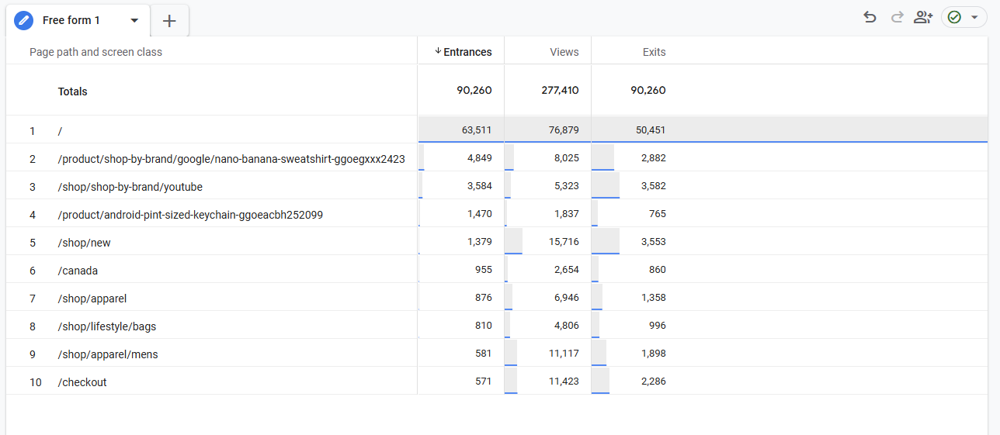 Free form 1
Page path and screen class ↓ Entrances Views Exits
Totals 90,260 277,410 90,260
1 / 63,511 76,879 50,451
2 /product/shop-by-brand/google/nano-banana-sweatshirt-ggoegxxx2423 4,849 8,025 2,882
3 /shop/shop-by-brand/youtube 3,584 5,323 3,582
4 /product/android-pint-sized-keychain-ggoeacbh252099 1,470 1,837 765
5 /shop/new 1,379 15,716 3,553
6 /canada 955 2,654 860
7 /shop/apparel 876 6,946 1,358
8 /shop/lifestyle/bags 810 4,806 996
9 /shop/apparel/mens 581 11,117 1,898
10 /checkout 571 11,423 2,286